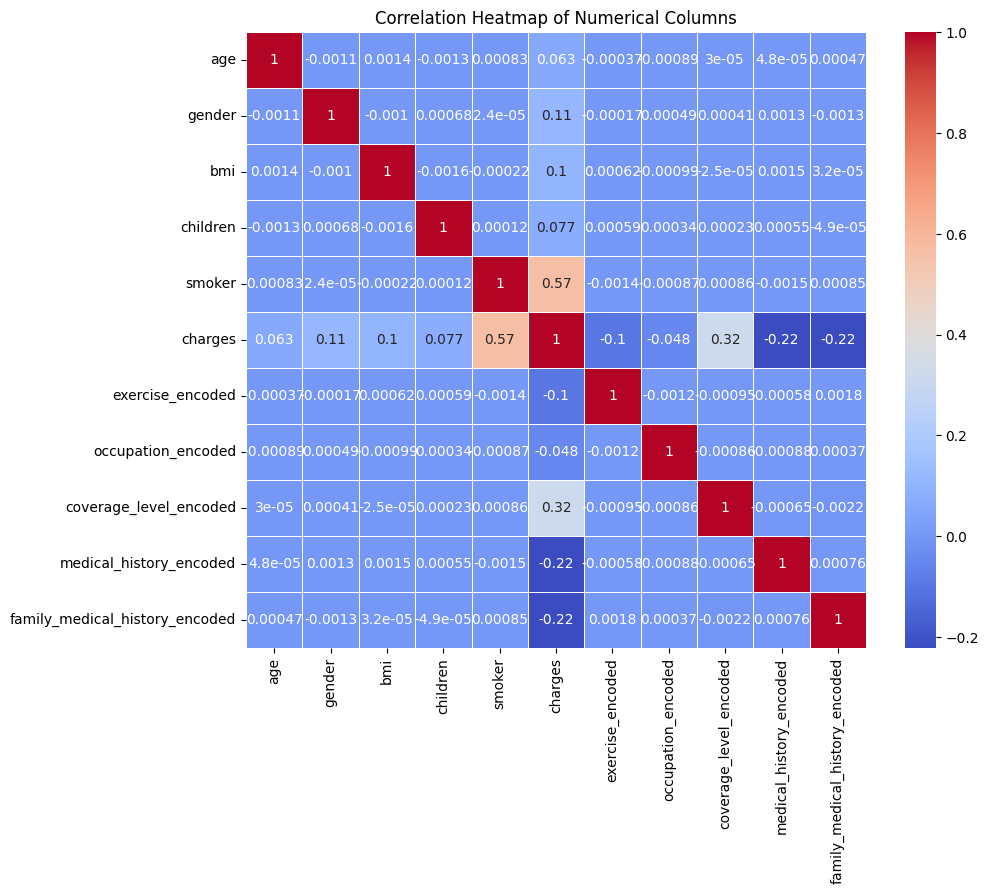 Correlation Heatmap of Numerical Columns
age 1 -0.0011 0.0014 -0.0013 0.00083 0.063 -0.00037 0.00089 3e-05 4.8e-05 0.00047
gender -0.0011 1 -0.001 0.00068 2.4e-05 0.11 -0.00017 0.00049 0.00041 0.0013 -0.0013
bmi 0.0014 -0.001 1 -0.0016 -0.00022 0.1 0.00062 -0.00099 -2.5e-05 0.0015 3.2e-05
children -0.0013 0.00068 -0.0016 1 0.00012 0.077 0.00059 0.00034 0.00023 0.00055 -4.9e-05
smoker 0.00083 2.4e-05 -0.00022 0.00012 1 0.57 -0.0014 -0.00087 0.00086 -0.0015 0.00085
charges 0.063 0.11 0.1 0.077 0.57 1 -0.1 -0.048 0.32 -0.22 -0.22
exercise_encoded -0.00037 -0.00017 0.00062 0.00059 -0.0014 -0.1 1 -0.0012 -0.00095 -0.00058 0.0018
occupation_encoded 0.00089 0.00049 -0.00099 0.00034 -0.00087 -0.048 -0.0012 1 -0.00086 -0.00088 0.00037
coverage_level_encoded 3e-05 0.00041 -2.5e-05 0.00023 0.00086 0.32 -0.00095 -0.00086 1 -0.00065 -0.0022
medical_history_encoded 4.8e-05 0.0013 0.0015 0.00055 -0.0015 -0.22 -0.00058 -0.00088 -0.00065 1 0.00076
family_medical_history_encoded 0.00047 -0.0013 3.2e-05 -4.9e-05 0.00085 -0.22 0.0018 0.00037 -0.0022 0.00076 1
age gender bmi children smoker charges exercise_encoded occupation_encoded coverage_level_encoded medical_history_encoded family_medical_history_encoded
1.0
0.8
0.6
0.4
0.2
0.0
−0.2